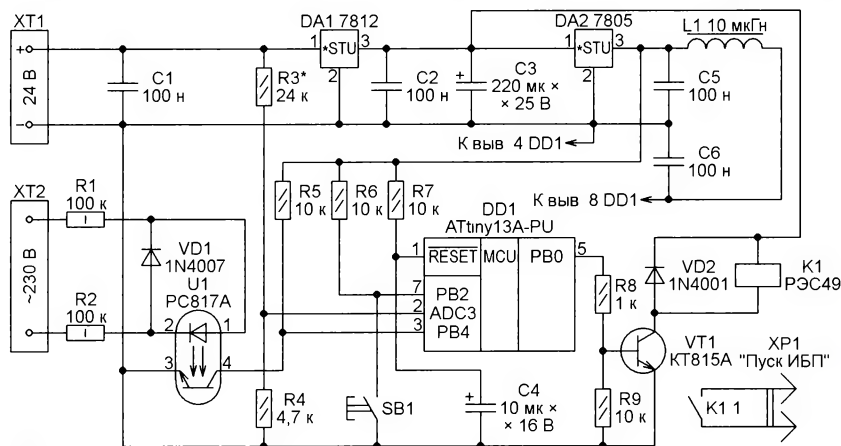 XT1
+
24 В
−
C1
100 н
R3*
24 к
DA1 7812
1
*STU
3
2
C2
100 н
+
C3
220 мк ×
× 25 В
DA2 7805
1
*STU
3
2
L1 10 мкГн
C5
100 н
К выв 4 DD1
C6
100 н
К выв 8 DD1
XT2
~230 В
R1
100 к
R2
100 к
VD1
1N4007
U1
PC817A
2
1
3
4
R5
10 к
R6
10 к
R7
10 к
DD1
ATtiny13A-PU
1
RESET
MCU
PB0
5
7
PB2
2
ADC3
3
PB4
R4
4,7 к
SB1
+
C4
10 мк ×
× 16 В
R8
1 к
R9
10 к
VD2
1N4001
K1
РЭС49
VT1
КТ815А
XP1
"Пуск ИБП"
K1 1